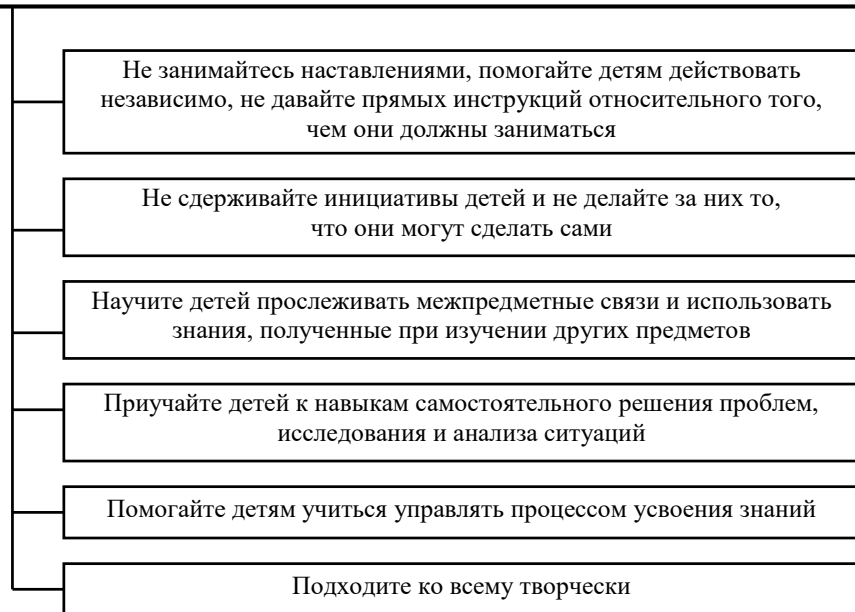 Не занимайтесь наставлениями, помогайте детям действовать
независимо, не давайте прямых инструкций относительного того,
чем они должны заниматься
Не сдерживайте инициативы детей и не делайте за них то,
что они могут сделать сами
Научите детей прослеживать межпредметные связи и использовать
знания, полученные при изучении других предметов
Приучайте детей к навыкам самостоятельного решения проблем,
исследования и анализа ситуаций
Помогайте детям учиться управлять процессом усвоения знаний
Подходите ко всему творчески